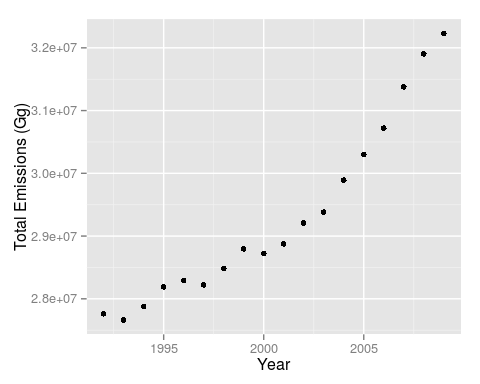 Total Emissions (Gg)
3.2e+07
3.1e+07
3.0e+07
2.9e+07
2.8e+07
1995 2000 2005
Year